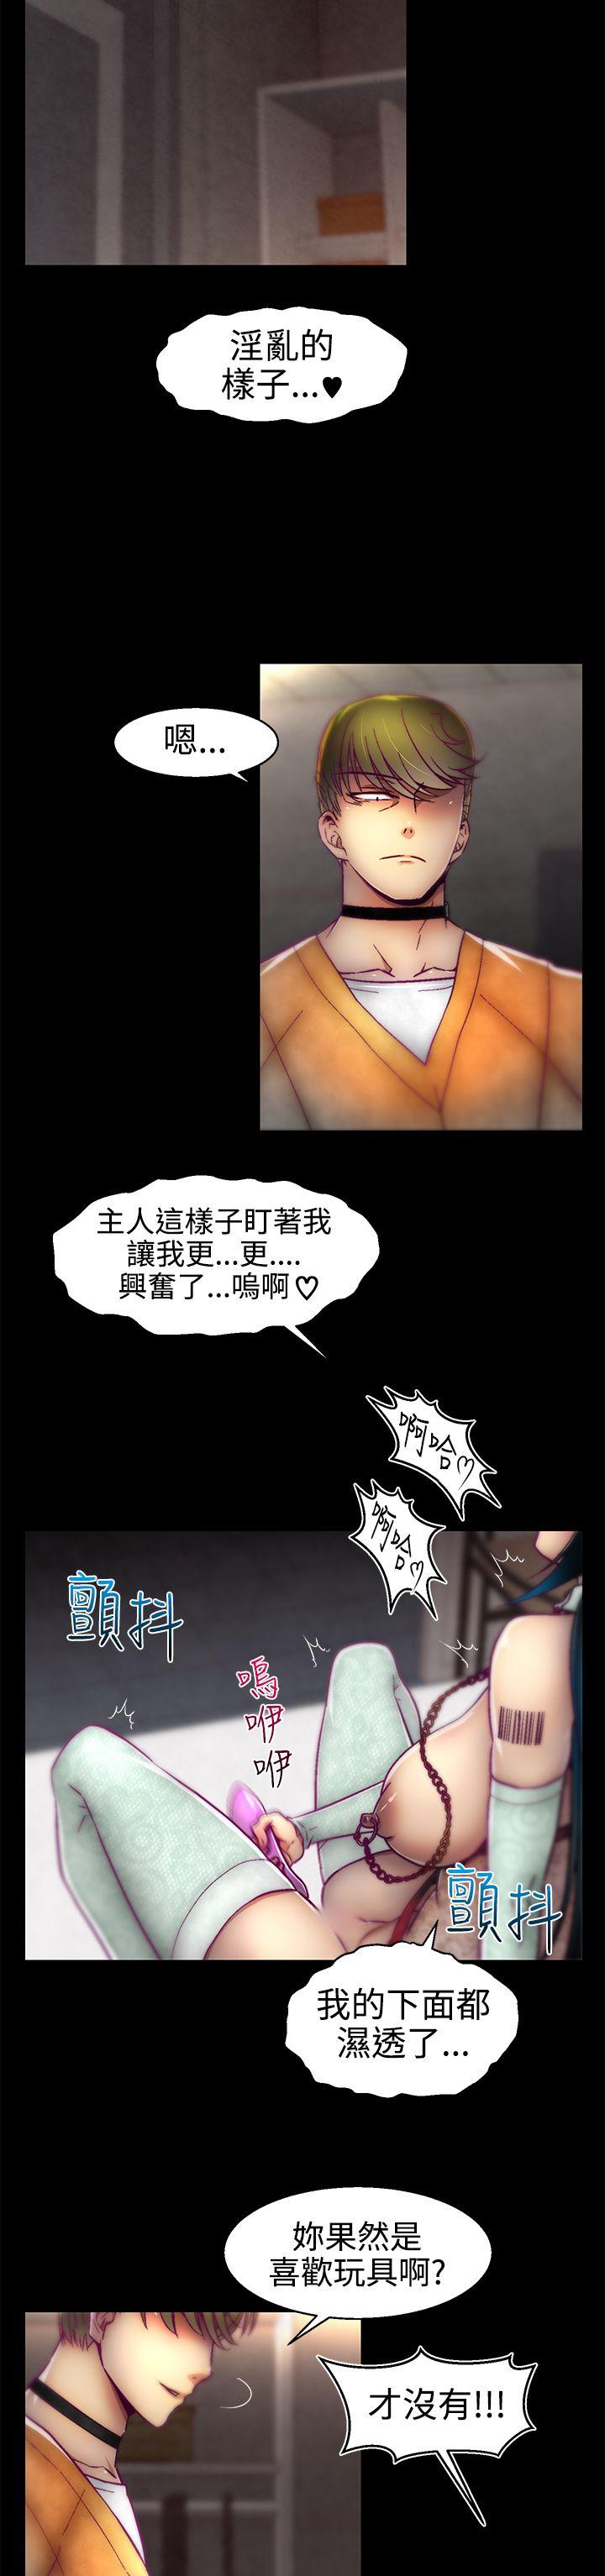 淫亂的
樣子...♥
嗯...
主人這樣子盯著我
讓我更...更....
興奮了...嗚啊♡
啊哈♡
啊哈♡
顫抖
嗚咿咿
顫抖
我的下面都
濕透了...
妳果然是
喜歡玩具啊?
才沒有!!!